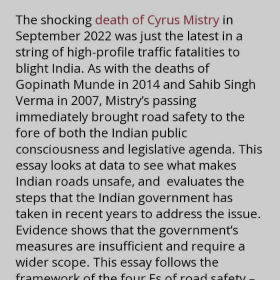 The shocking death of Cyrus Mistry in
September 2022 was just the latest in a
string of high-profile traffic fatalities to
blight India. As with the deaths of
Gopinath Munde in 2014 and Sahib Singh
Verma in 2007, Mistry’s passing
immediately brought road safety to the
fore of both the Indian public
consciousness and legislative agenda. This
essay looks at data to see what makes
Indian roads unsafe, and  evaluates the
steps that the Indian government has
taken in recent years to address the issue.
Evidence shows that the government’s
measures are insufficient and require a
wider scope. This essay follows the
framework of the four Es of road safety –